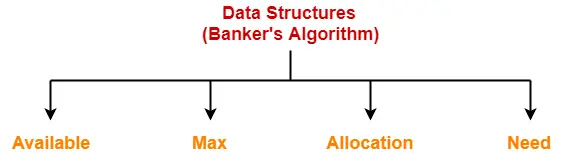 Data Structures
(Banker's Algorithm)
Available Max Allocation Need